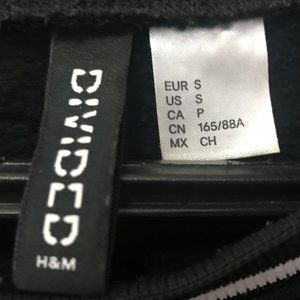 DIVIDED
H&M
EUR S
US S
CA P
CN 165/88A
MX CH